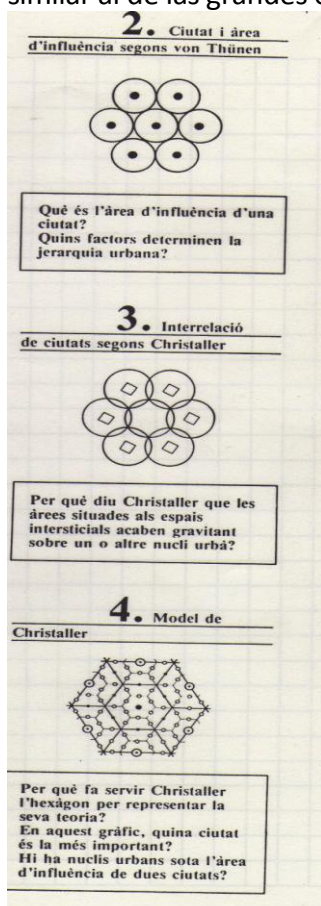 similar al de las grandes
2. Ciutat i àrea
d'influència segons von Thünen
Què és l'àrea d'influència d'una
ciutat?
Quins factors determinen la
jerarquia urbana?
3. Interrelació
de ciutats segons Christaller
Per què diu Christaller que les
àrees situades als espais
intersticials acaben gravitant
sobre un o altre nucli urbà?
4. Model de
Christaller
Per què fa servir Christaller
l'hexàgon per representar la
seva teoria?
En aquest gràfic, quina ciutat
és la més important?
Hi ha nuclis urbans sota l'àrea
d'influència de dues ciutats?